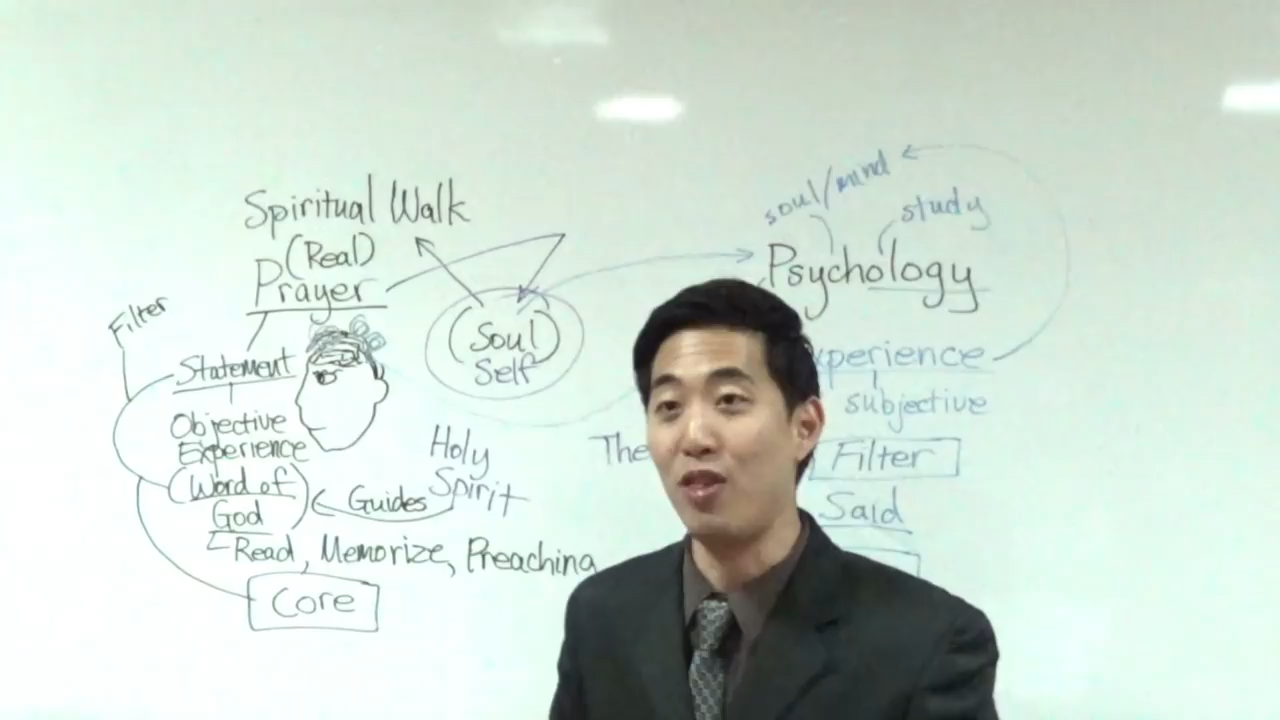 Spiritual Walk
(Real)
Prayer
Filter
Statement
Objective
Experience
(Word of
God)
Guides
Holy
Spirit
Read, Memorize, Preaching
Core
(Soul)
Self
soul/mind
study
Psychology
xperience
subjective
The
Filter
Said